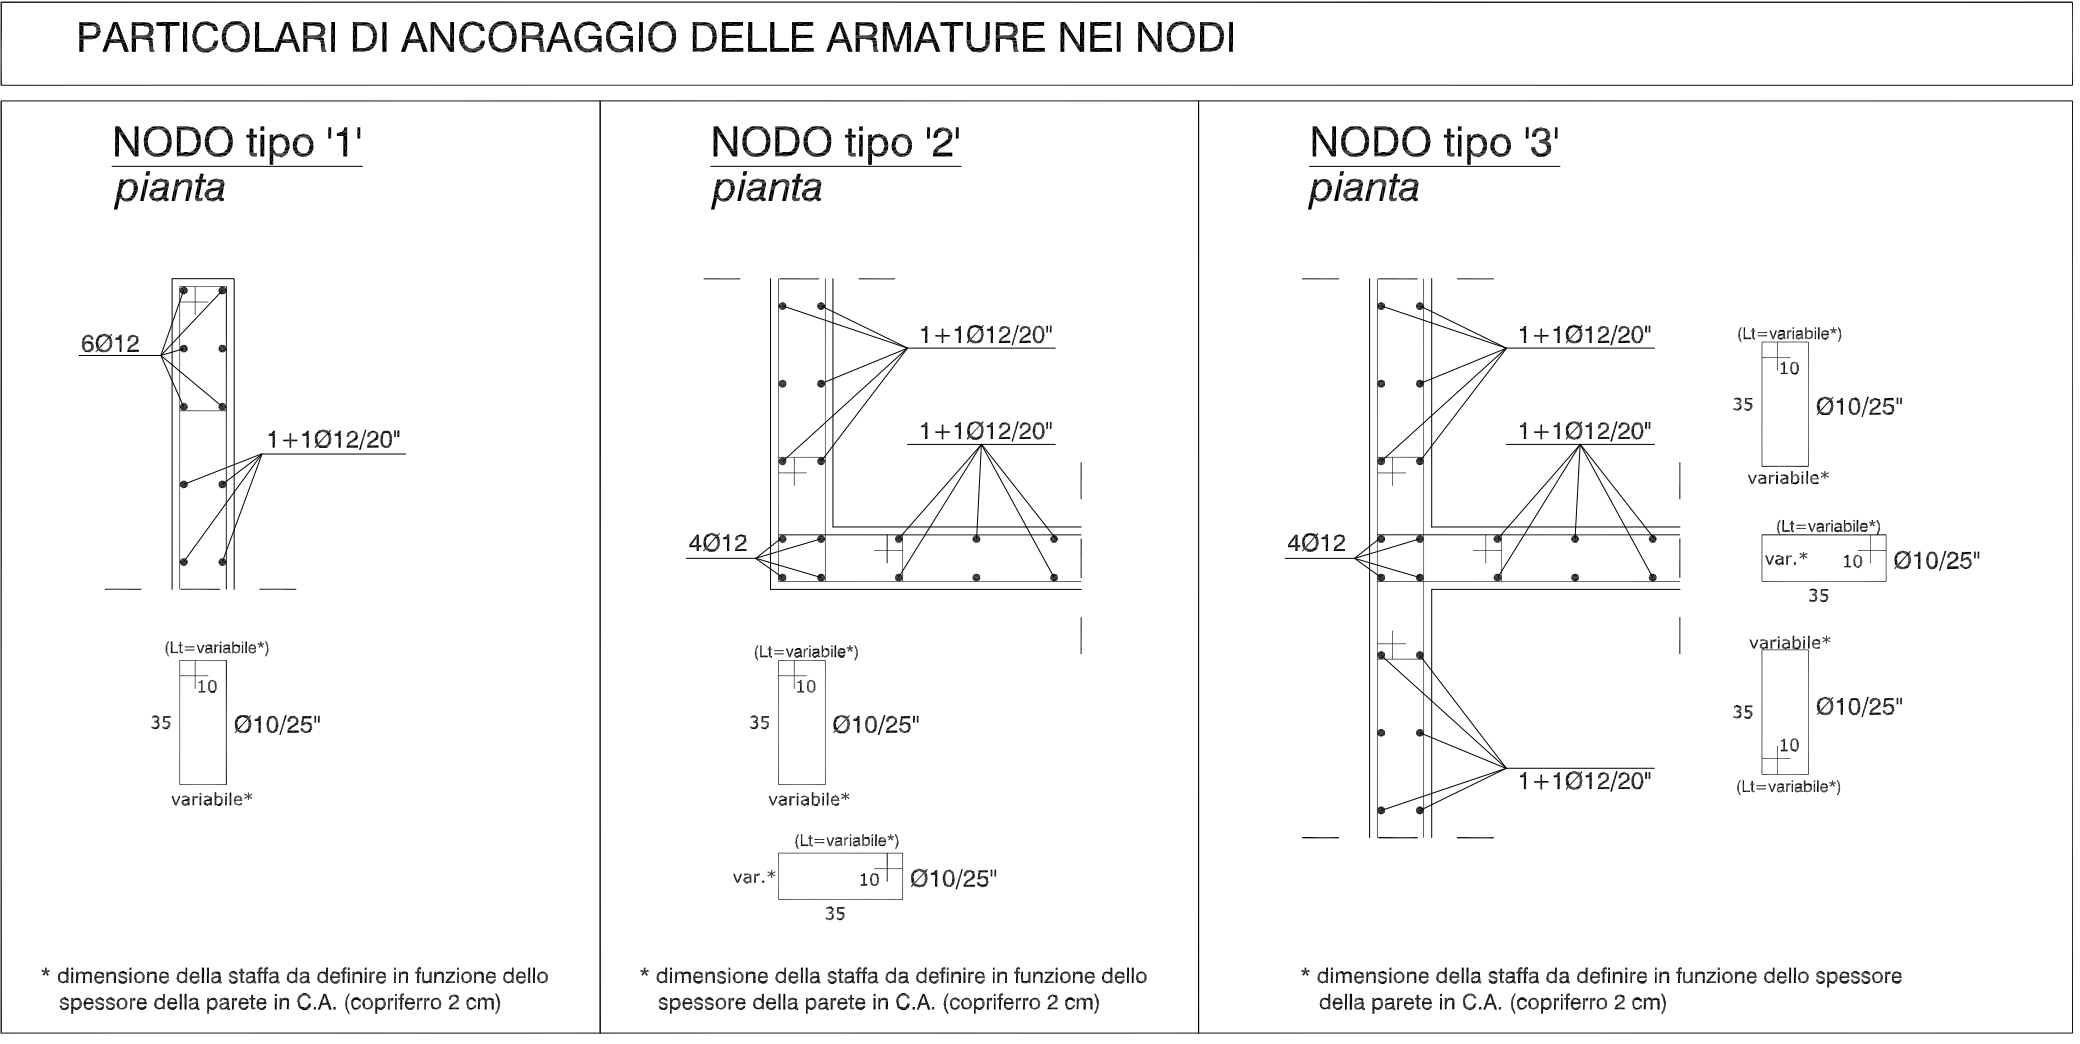 PARTICOLARI DI ANCORAGGIO DELLE ARMATURE NEI NODI
NODO tipo '1'
pianta
6Ø12
1+1Ø12/20"
(Lt=variabile*)
10
35
Ø10/25"
variabile*
* dimensione della staffa da definire in funzione dello
spessore della parete in C.A. (copriferro 2 cm)
NODO tipo '2'
pianta
1+1Ø12/20"
1+1Ø12/20"
4Ø12
(Lt=variabile*)
10
35
Ø10/25"
variabile*
(Lt=variabile*)
var.*
10
Ø10/25"
35
* dimensione della staffa da definire in funzione dello
spessore della parete in C.A. (copriferro 2 cm)
NODO tipo '3'
pianta
1+1Ø12/20"
1+1Ø12/20"
4Ø12
1+1Ø12/20"
(Lt=variabile*)
10
35
Ø10/25"
variabile*
(Lt=variabile*)
var.*
10
Ø10/25"
35
variabile*
35
Ø10/25"
10
(Lt=variabile*)
* dimensione della staffa da definire in funzione dello spessore
della parete in C.A. (copriferro 2 cm)